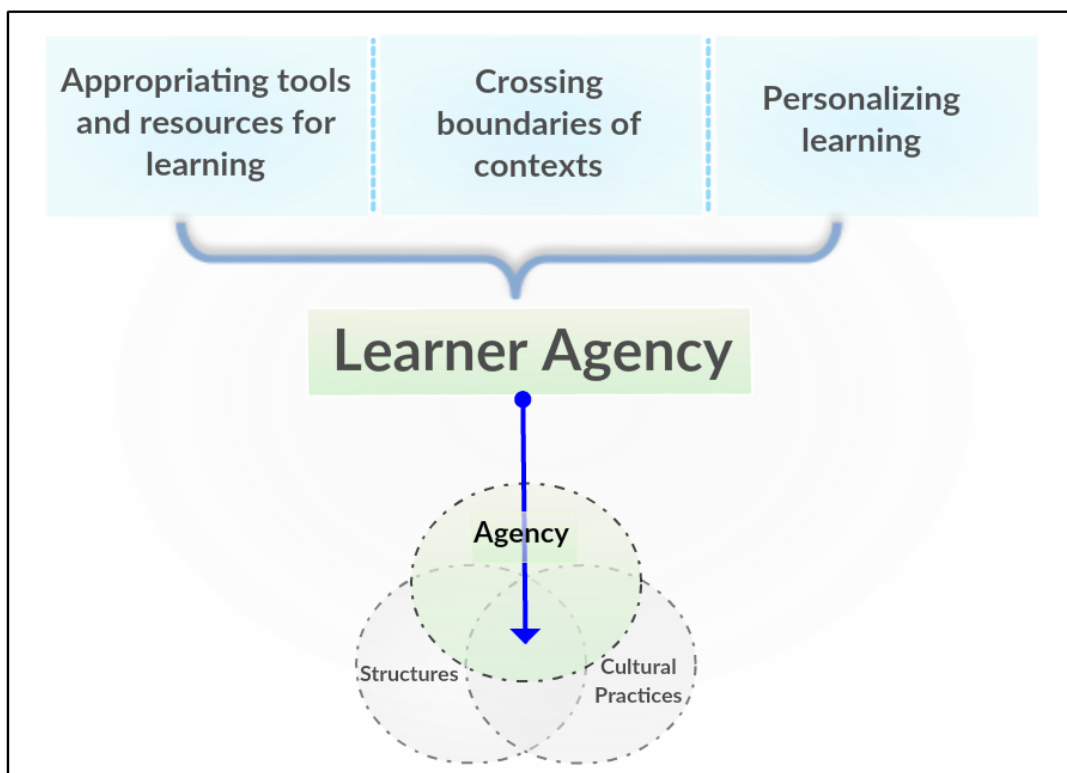 Appropriating tools
and resources for
learning
Crossing
boundaries of
contexts
Personalizing
learning
Learner Agency
Agency
Structures
Cultural
Practices